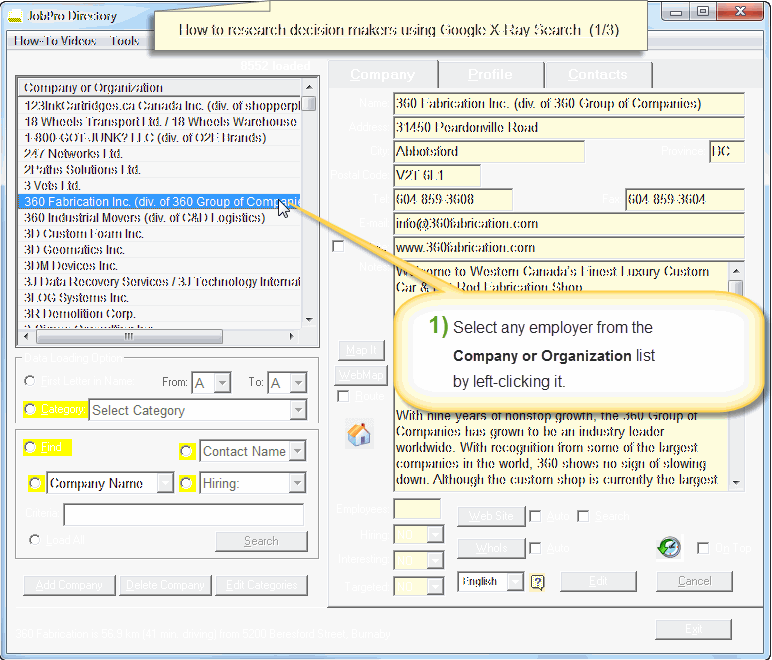 JobPro Directory
How to research decision makers using Google X-Ray Search (1/3)
How-To Videos Tools
8552 loaded
Company Profile Contacts
Company or Organization
123InkCartridges.ca Canada Inc. (div. of shopperpl
18 Wheels Transport Ltd. / 18 Wheels Warehouse
1-800-GOT-JUNK? LLC (div. of O2E Brands)
247 Networks Ltd.
2Paths Solutions Ltd.
3 Vets Ltd.
360 Fabrication Inc. (div. of 360 Group of Companie
360 Industrial Movers (div. of C&D Logistics)
3D Custom Foam Inc.
3D Geomatics Inc.
3DM Devices Inc.
3J Data Recovery Services / 3J Technology Internat
3LOG Systems Inc.
3R Demolition Corp.
Name: 360 Fabrication Inc. (div. of 360 Group of Companies)
Address: 31450 Peardonville Road
City: Abbotsford Province: BC
Postal Code: V2T 6L1
Tel: 604-859-3608 Fax: 604-859-3604
Email: info@360fabrication.com
www.360fabrication.com
Welcome to Western Canada's Finest Luxury Custom
Car & Rod Fabrication Shop
1) Select any employer from the
Company or Organization list
by left-clicking it.
Map It
WebMap
Route
With nine years of nonstop growth, the 360 Group of
Companies has grown to be an industry leader
worldwide. With recognition from some of the largest
companies in the world, 360 shows no sign of slowing
down. Although the custom shop is currently the largest
Data Loading Options
First Letter in Name: From: A To: A
Category: Select Category
Find
Contact Name
Company Name Hiring:
Criteria:
Load All Search
Add Company Delete Company Edit Categories
Employees: Web Site Auto Search
Hiring: WhoIs Auto On Top
Interesting:
Targeted: English ? Edit Cancel
360 Fabrication is 56.3 km (41 min. driving) from 5200 Beresford Street, Burnaby
Exit